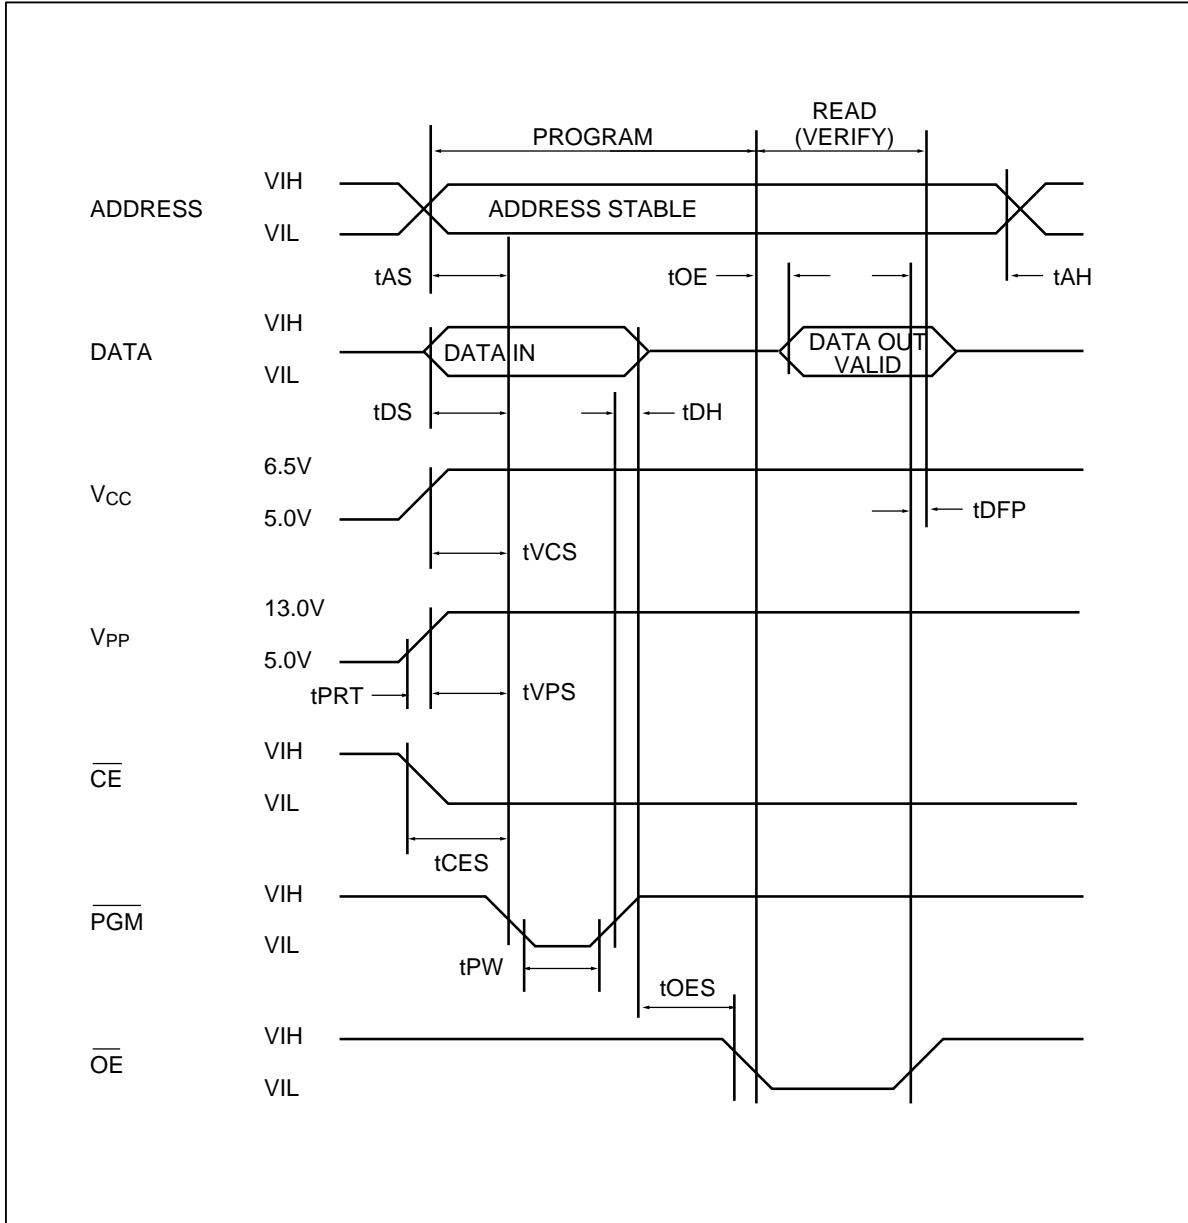 READ
PROGRAM (VERIFY)
VIH
ADDRESS ADDRESS STABLE
VIL
tAS tOE tAH
VIH
DATA DATA IN DATA OUT
VIL VALID
tDS tDH
6.5V
VCC
5.0V tDFP
tVCS
13.0V
VPP
5.0V
tPRT tVPS
VIH
CE
VIL
tCES
VIH
PGM
VIL
tPW
tOES
VIH
OE
VIL